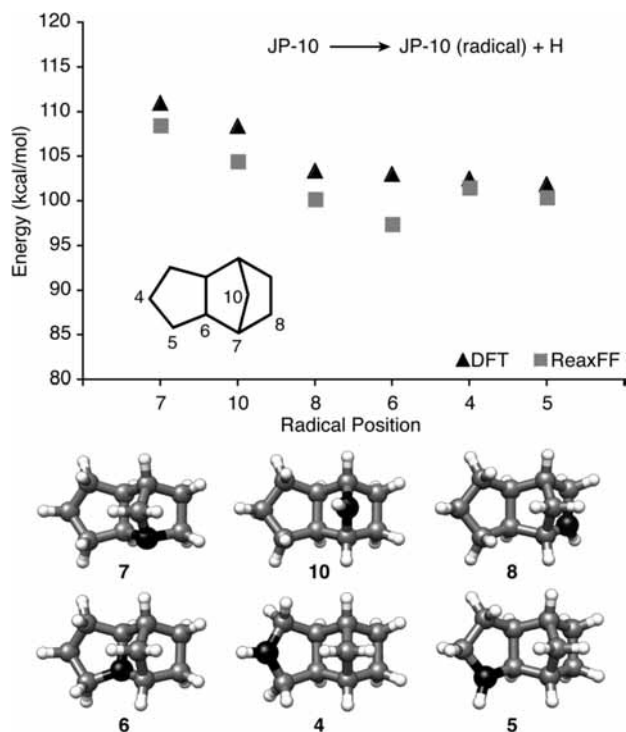 120
JP-10 → JP-10 (radical) + H
115
110
105
100
95
90
85
80
Energy (kcal/mol)
4
10
5
6
8
7
DFT ReaxFF
7 10 8 6 4 5
Radical Position
7 10 8
6 4 5